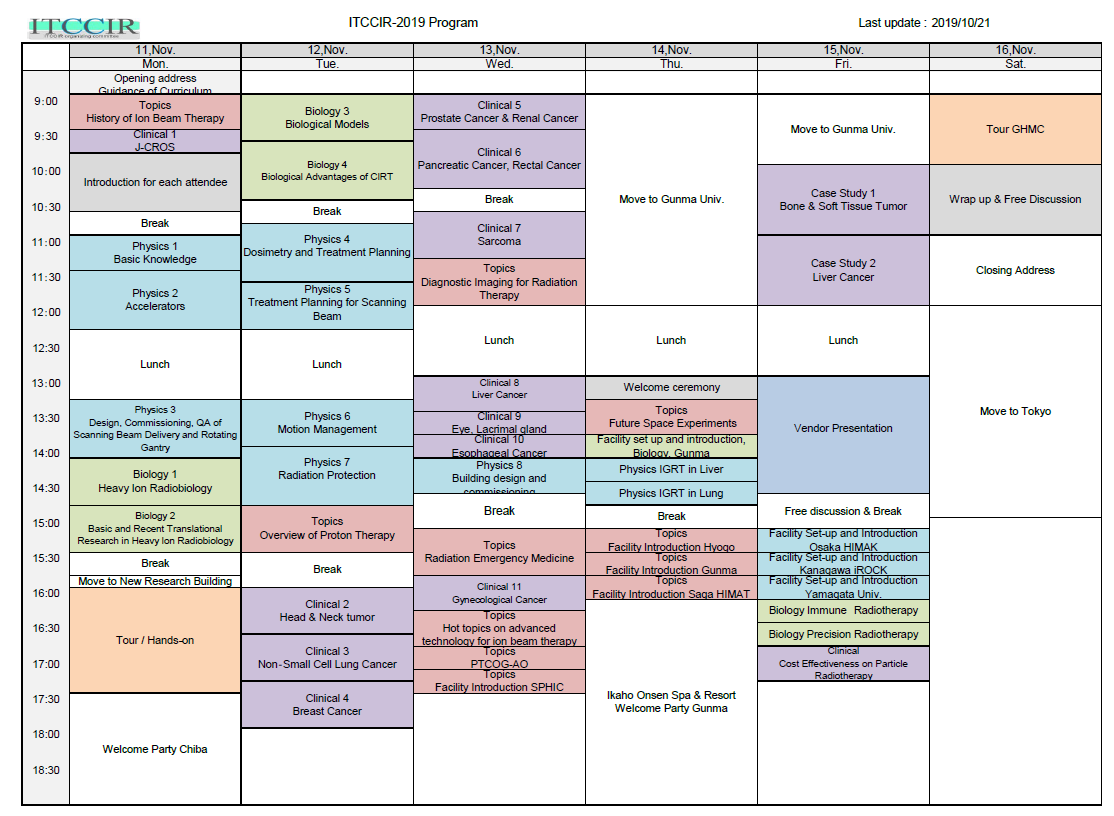 ITCCIR
ITCCIR organizing committee
ITCCIR-2019 Program
Last update : 2019/10/21
11,Nov.
12,Nov.
13,Nov.
14,Nov.
15,Nov.
16,Nov.
Mon.
Tue.
Wed.
Thu.
Fri.
Sat.
9:00
9:30
10:00
10:30
11:00
11:30
12:00
12:30
13:00
13:30
14:00
14:30
15:00
15:30
16:00
16:30
17:00
17:30
18:00
18:30
Opening address
Guidance of Curriculum
Topics
History of Ion Beam Therapy
Clinical 1
J-CROS
Introduction for each attendee
Break
Physics 1
Basic Knowledge
Physics 2
Accelerators
Lunch
Physics 3
Design, Commissioning, QA of
Scanning Beam Delivery and Rotating
Gantry
Biology 1
Heavy Ion Radiobiology
Biology 2
Basic and Recent Translational
Research in Heavy Ion Radiobiology
Break
Move to New Research Building
Tour / Hands-on
Welcome Party Chiba
Biology 3
Biological Models
Biology 4
Biological Advantages of CIRT
Break
Physics 4
Dosimetry and Treatment Planning
Physics 5
Treatment Planning for Scanning
Beam
Lunch
Physics 6
Motion Management
Physics 7
Radiation Protection
Topics
Overview of Proton Therapy
Break
Clinical 2
Head & Neck tumor
Clinical 3
Non-Small Cell Lung Cancer
Clinical 4
Breast Cancer
Clinical 5
Prostate Cancer & Renal Cancer
Clinical 6
Pancreatic Cancer, Rectal Cancer
Break
Clinical 7
Sarcoma
Topics
Diagnostic Imaging for Radiation
Therapy
Lunch
Clinical 8
Liver Cancer
Clinical 9
Eye, Lacrimal gland
Clinical 10
Esophageal Cancer
Physics 8
Building design and
commissioning
Break
Topics
Radiation Emergency Medicine
Clinical 11
Gynecological Cancer
Topics
Hot topics on advanced
technology for ion beam therapy
Topics
PTCOG-AO
Topics
Facility Introduction SPHIC
Move to Gunma Univ.
Lunch
Welcome ceremony
Topics
Future Space Experiments
Facility set up and introduction,
Biology, Gunma
Physics IGRT in Liver
Physics IGRT in Lung
Break
Topics
Facility Introduction Hyogo
Topics
Facility Introduction Gunma
Topics
Facility Introduction Saga HIMAT
Ikaho Onsen Spa & Resort
Welcome Party Gunma
Move to Gunma Univ.
Case Study 1
Bone & Soft Tissue Tumor
Case Study 2
Liver Cancer
Lunch
Vendor Presentation
Free discussion & Break
Facility Set-up and Introduction
Osaka HIMAK
Facility Set-up and Introduction
Kanagawa iROCK
Facility Set-up and Introduction
Yamagata Univ.
Biology Immune Radiotherapy
Biology Precision Radiotherapy
Clinical
Cost Effectiveness on Particle
Radiotherapy
Tour GHMC
Wrap up & Free Discussion
Closing Address
Move to Tokyo